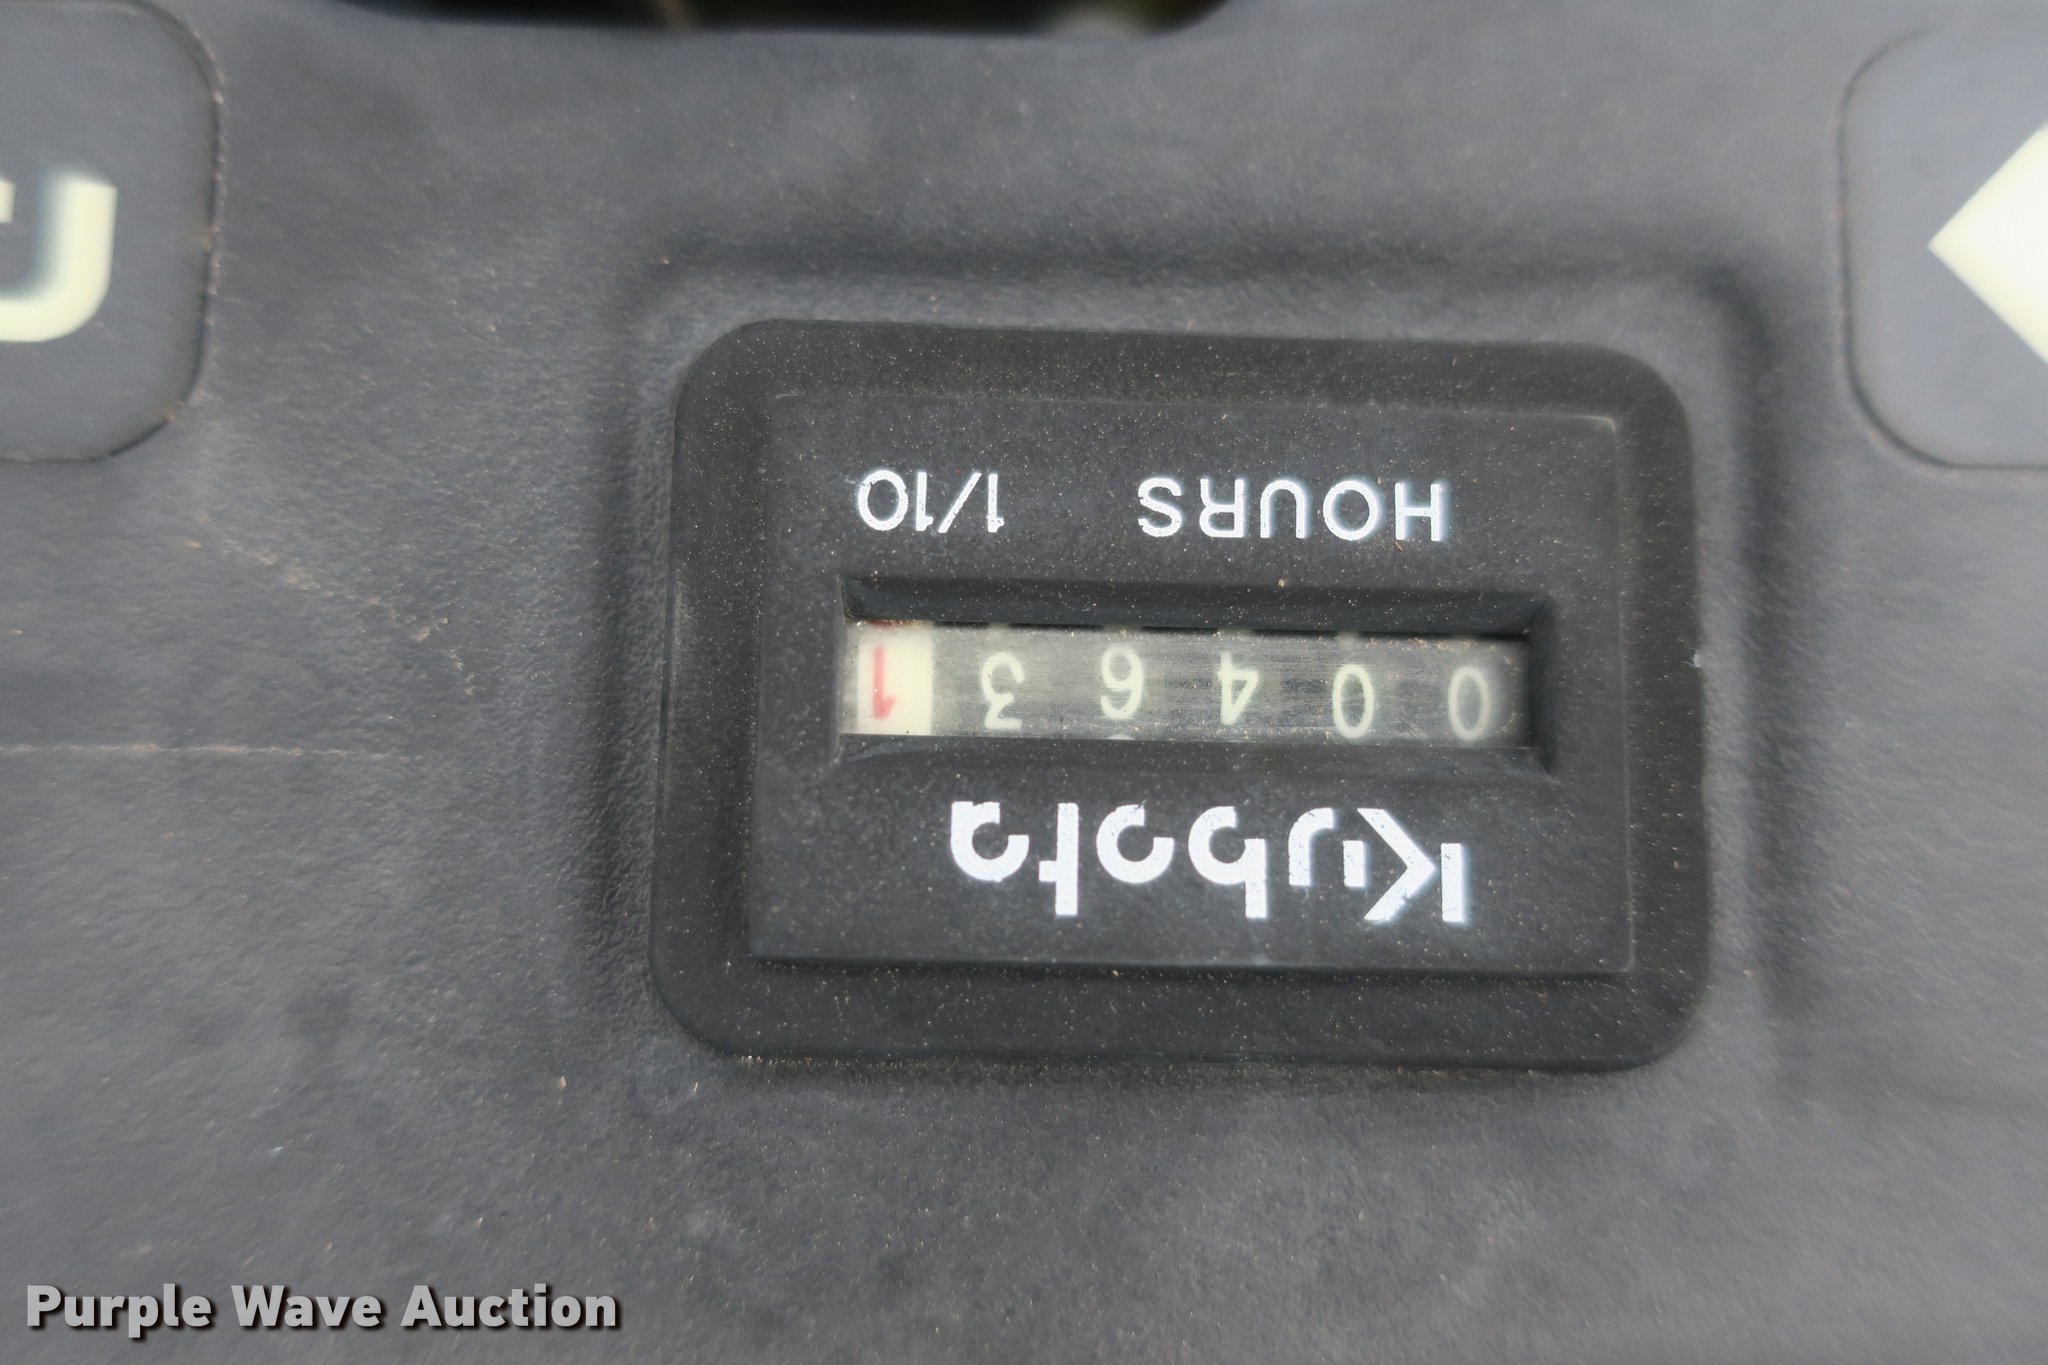 Kubota
004931
HOURS 1/10
Purple Wave Auction